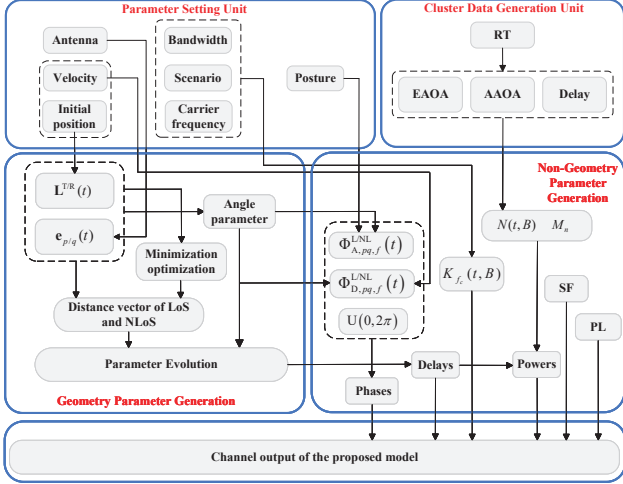 Parameter Setting Unit
Cluster Data Generation Unit
Antenna
Bandwidth
RT
Velocity
Scenario
Posture
EAOA
AAOA
Delay
Initial
position
Carrier
frequency
Non-Geometry
Parameter
Generation
L^{T/R}(t)
Angle
parameter
N(t, B) M_n
e_{p/q}(t)
Φ^{L/NL}_{A,pq,f}(t)
Minimization
optimization
K_{f_c}(t, B)
Φ^{L/NL}_{D,pq,f}(t)
SF
Distance vector of LoS
and NLoS
U(0,2π)
PL
Parameter Evolution
Delays
Powers
Phases
Geometry Parameter Generation
Channel output of the proposed model